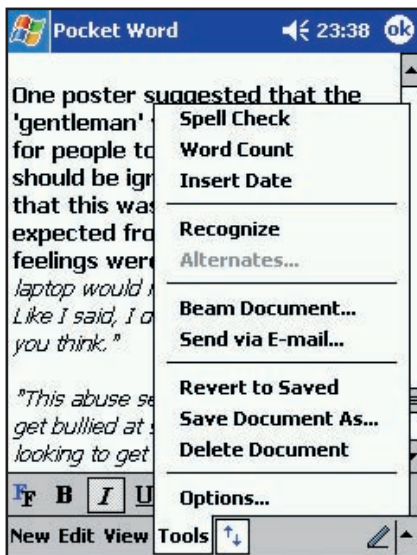 Pocket Word 23:38 ok
One poster suggested that the
'gentleman'
for people to
should be
that this was
expected
feelings were
laptop would
Like I said, I
you think."
"This abuse
get bullied at
looking to get
Spell Check
Word Count
Insert Date
Recognize
Alternates...
Beam Document...
Send via E-mail...
Revert to Saved
Save Document As...
Delete Document
Options...
B I U
New Edit View Tools